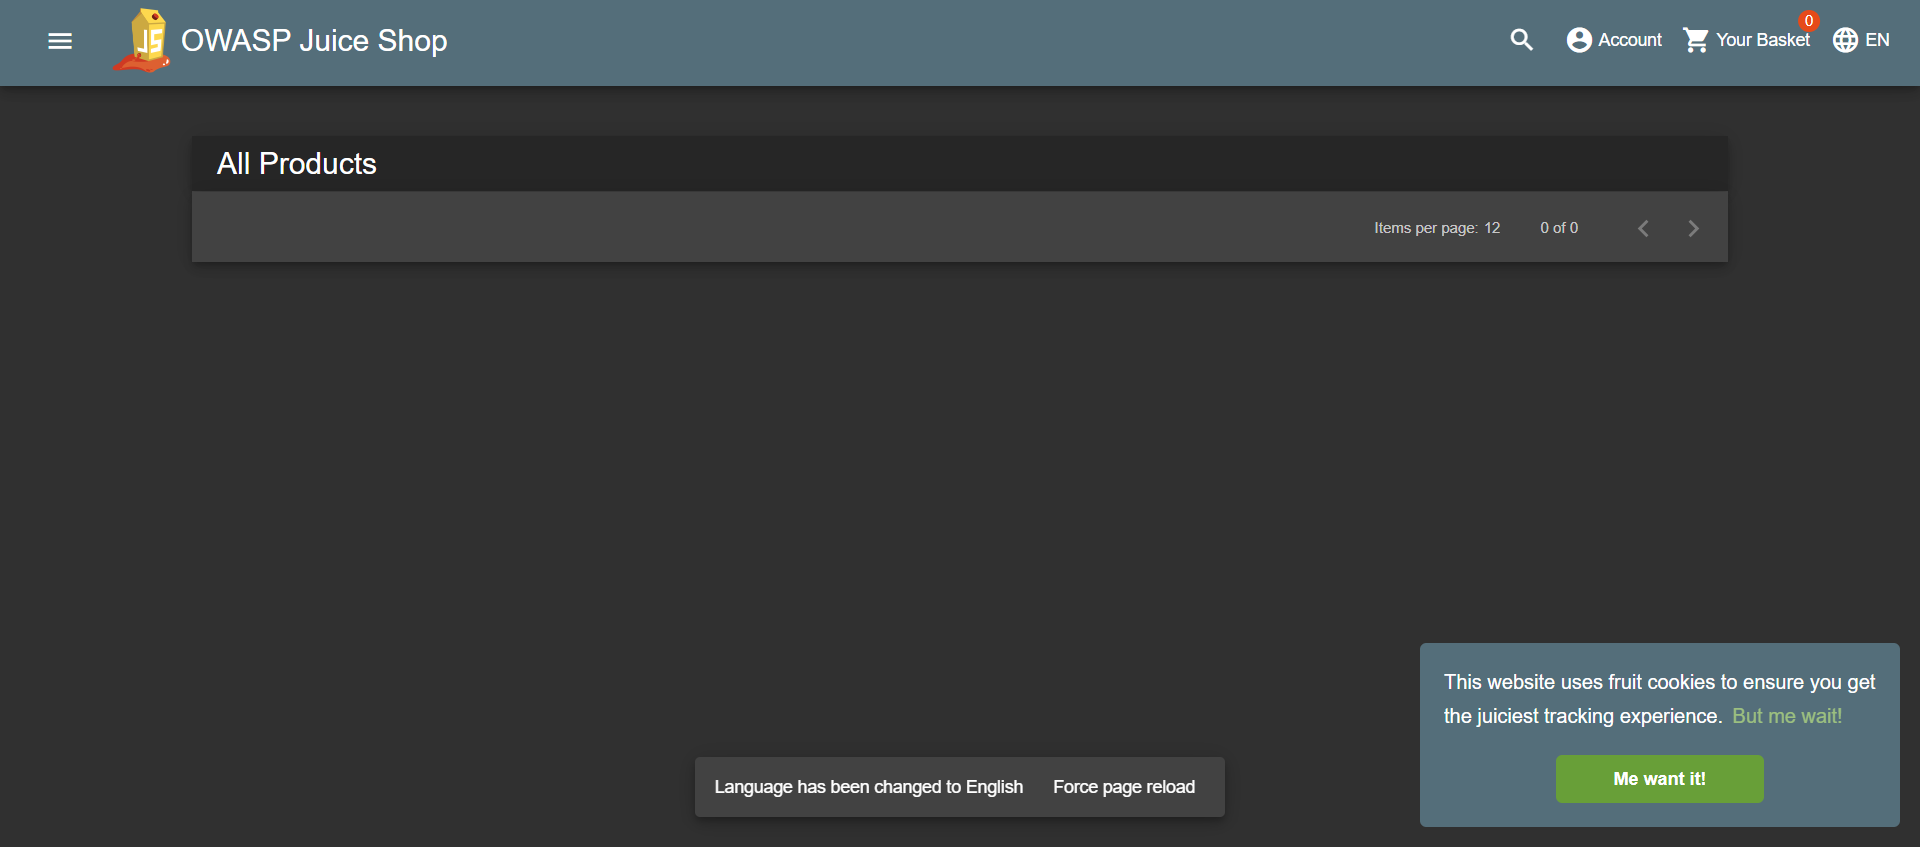 JS
OWASP Juice Shop
Account
Your Basket
0
EN
All Products
Items per page: 12
0 of 0
This website uses fruit cookies to ensure you get
the juiciest tracking experience. But me wait!
Me want it!
Language has been changed to English
Force page reload